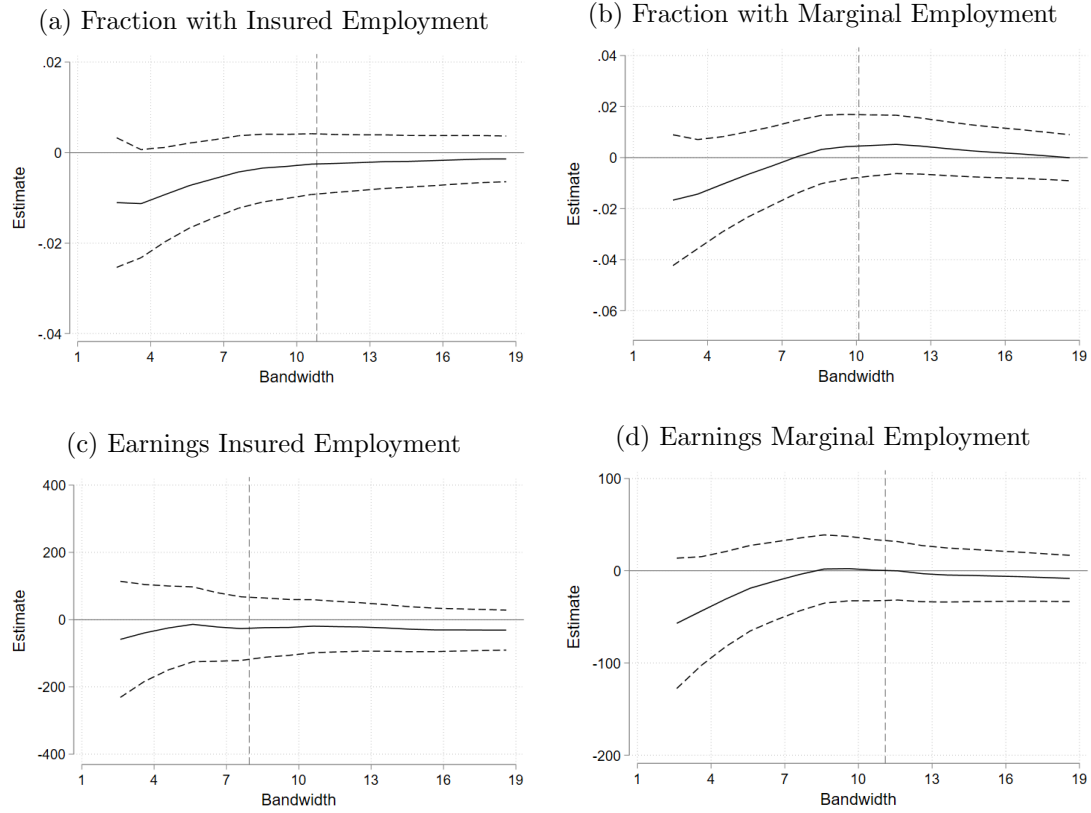 (a) Fraction with Insured Employment
.02
0
-.02
-.04
Estimate
1 4 7 10 13 16 19
Bandwidth
(b) Fraction with Marginal Employment
.04
.02
0
-.02
-.04
-.06
Estimate
1 4 7 10 13 16 19
Bandwidth
(c) Earnings Insured Employment
400
200
0
-200
-400
Estimate
1 4 7 10 13 16 19
Bandwidth
(d) Earnings Marginal Employment
100
0
-100
-200
Estimate
1 4 7 10 13 16 19
Bandwidth